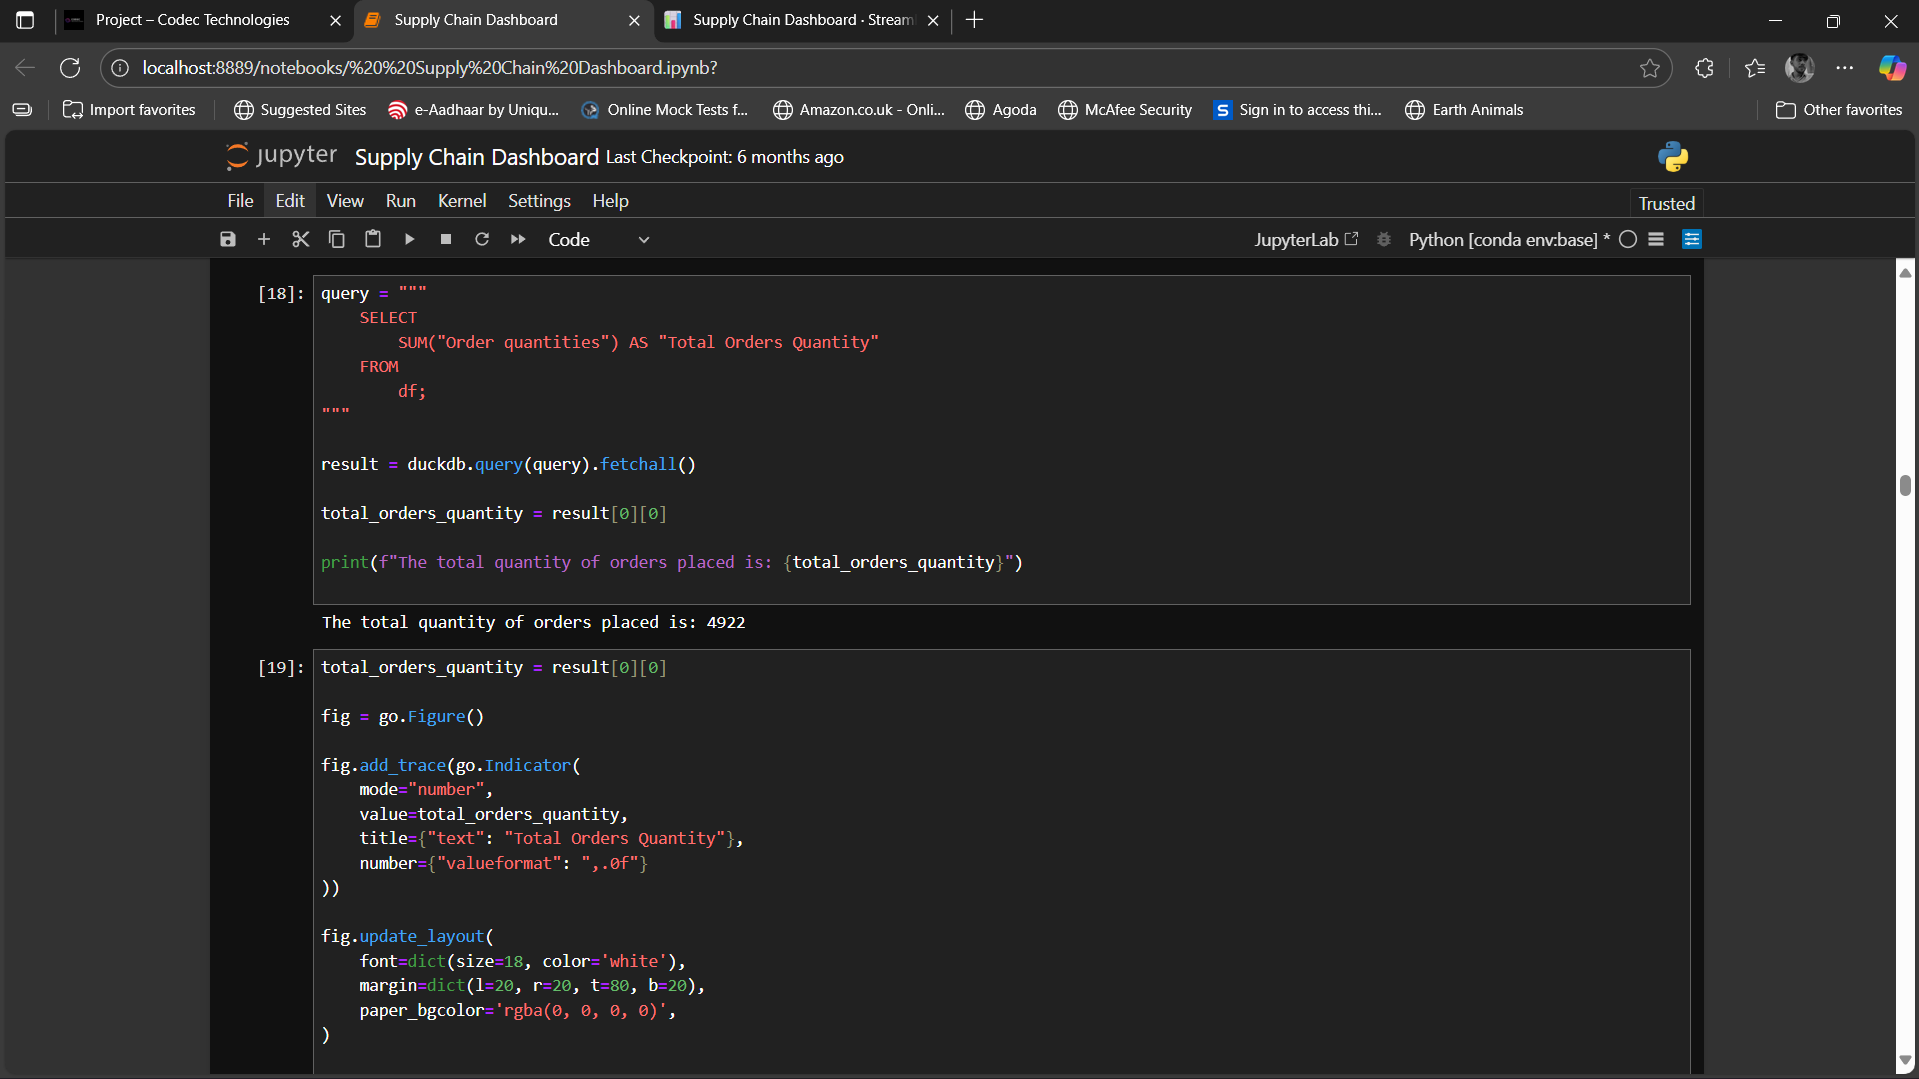 Project – Codec Technologies
Supply Chain Dashboard
Supply Chain Dashboard · Stream
localhost:8889/notebooks/%20%20Supply%20Chain%20Dashboard.ipynb?
Import favorites
Suggested Sites
e-Aadhaar by Uniqu...
Online Mock Tests f...
Amazon.co.uk - Onli...
Agoda
McAfee Security
S Sign in to access thi...
Earth Animals
Other favorites
jupyter Supply Chain Dashboard Last Checkpoint: 6 months ago
File Edit View Run Kernel Settings Help
Trusted
Code
JupyterLab
Python [conda env:base] *
[18]: query = """
    SELECT
        SUM("Order quantities") AS "Total Orders Quantity"
    FROM
        df;
"""
result = duckdb.query(query).fetchall()
total_orders_quantity = result[0][0]
print(f"The total quantity of orders placed is: {total_orders_quantity}")
The total quantity of orders placed is: 4922
[19]: total_orders_quantity = result[0][0]
fig = go.Figure()
fig.add_trace(go.Indicator(
    mode="number",
    value=total_orders_quantity,
    title={"text": "Total Orders Quantity"},
    number={"valueformat": ",.0f"}
))
fig.update_layout(
    font=dict(size=18, color='white'),
    margin=dict(l=20, r=20, t=80, b=20),
    paper_bgcolor='rgba(0, 0, 0, 0)',
)